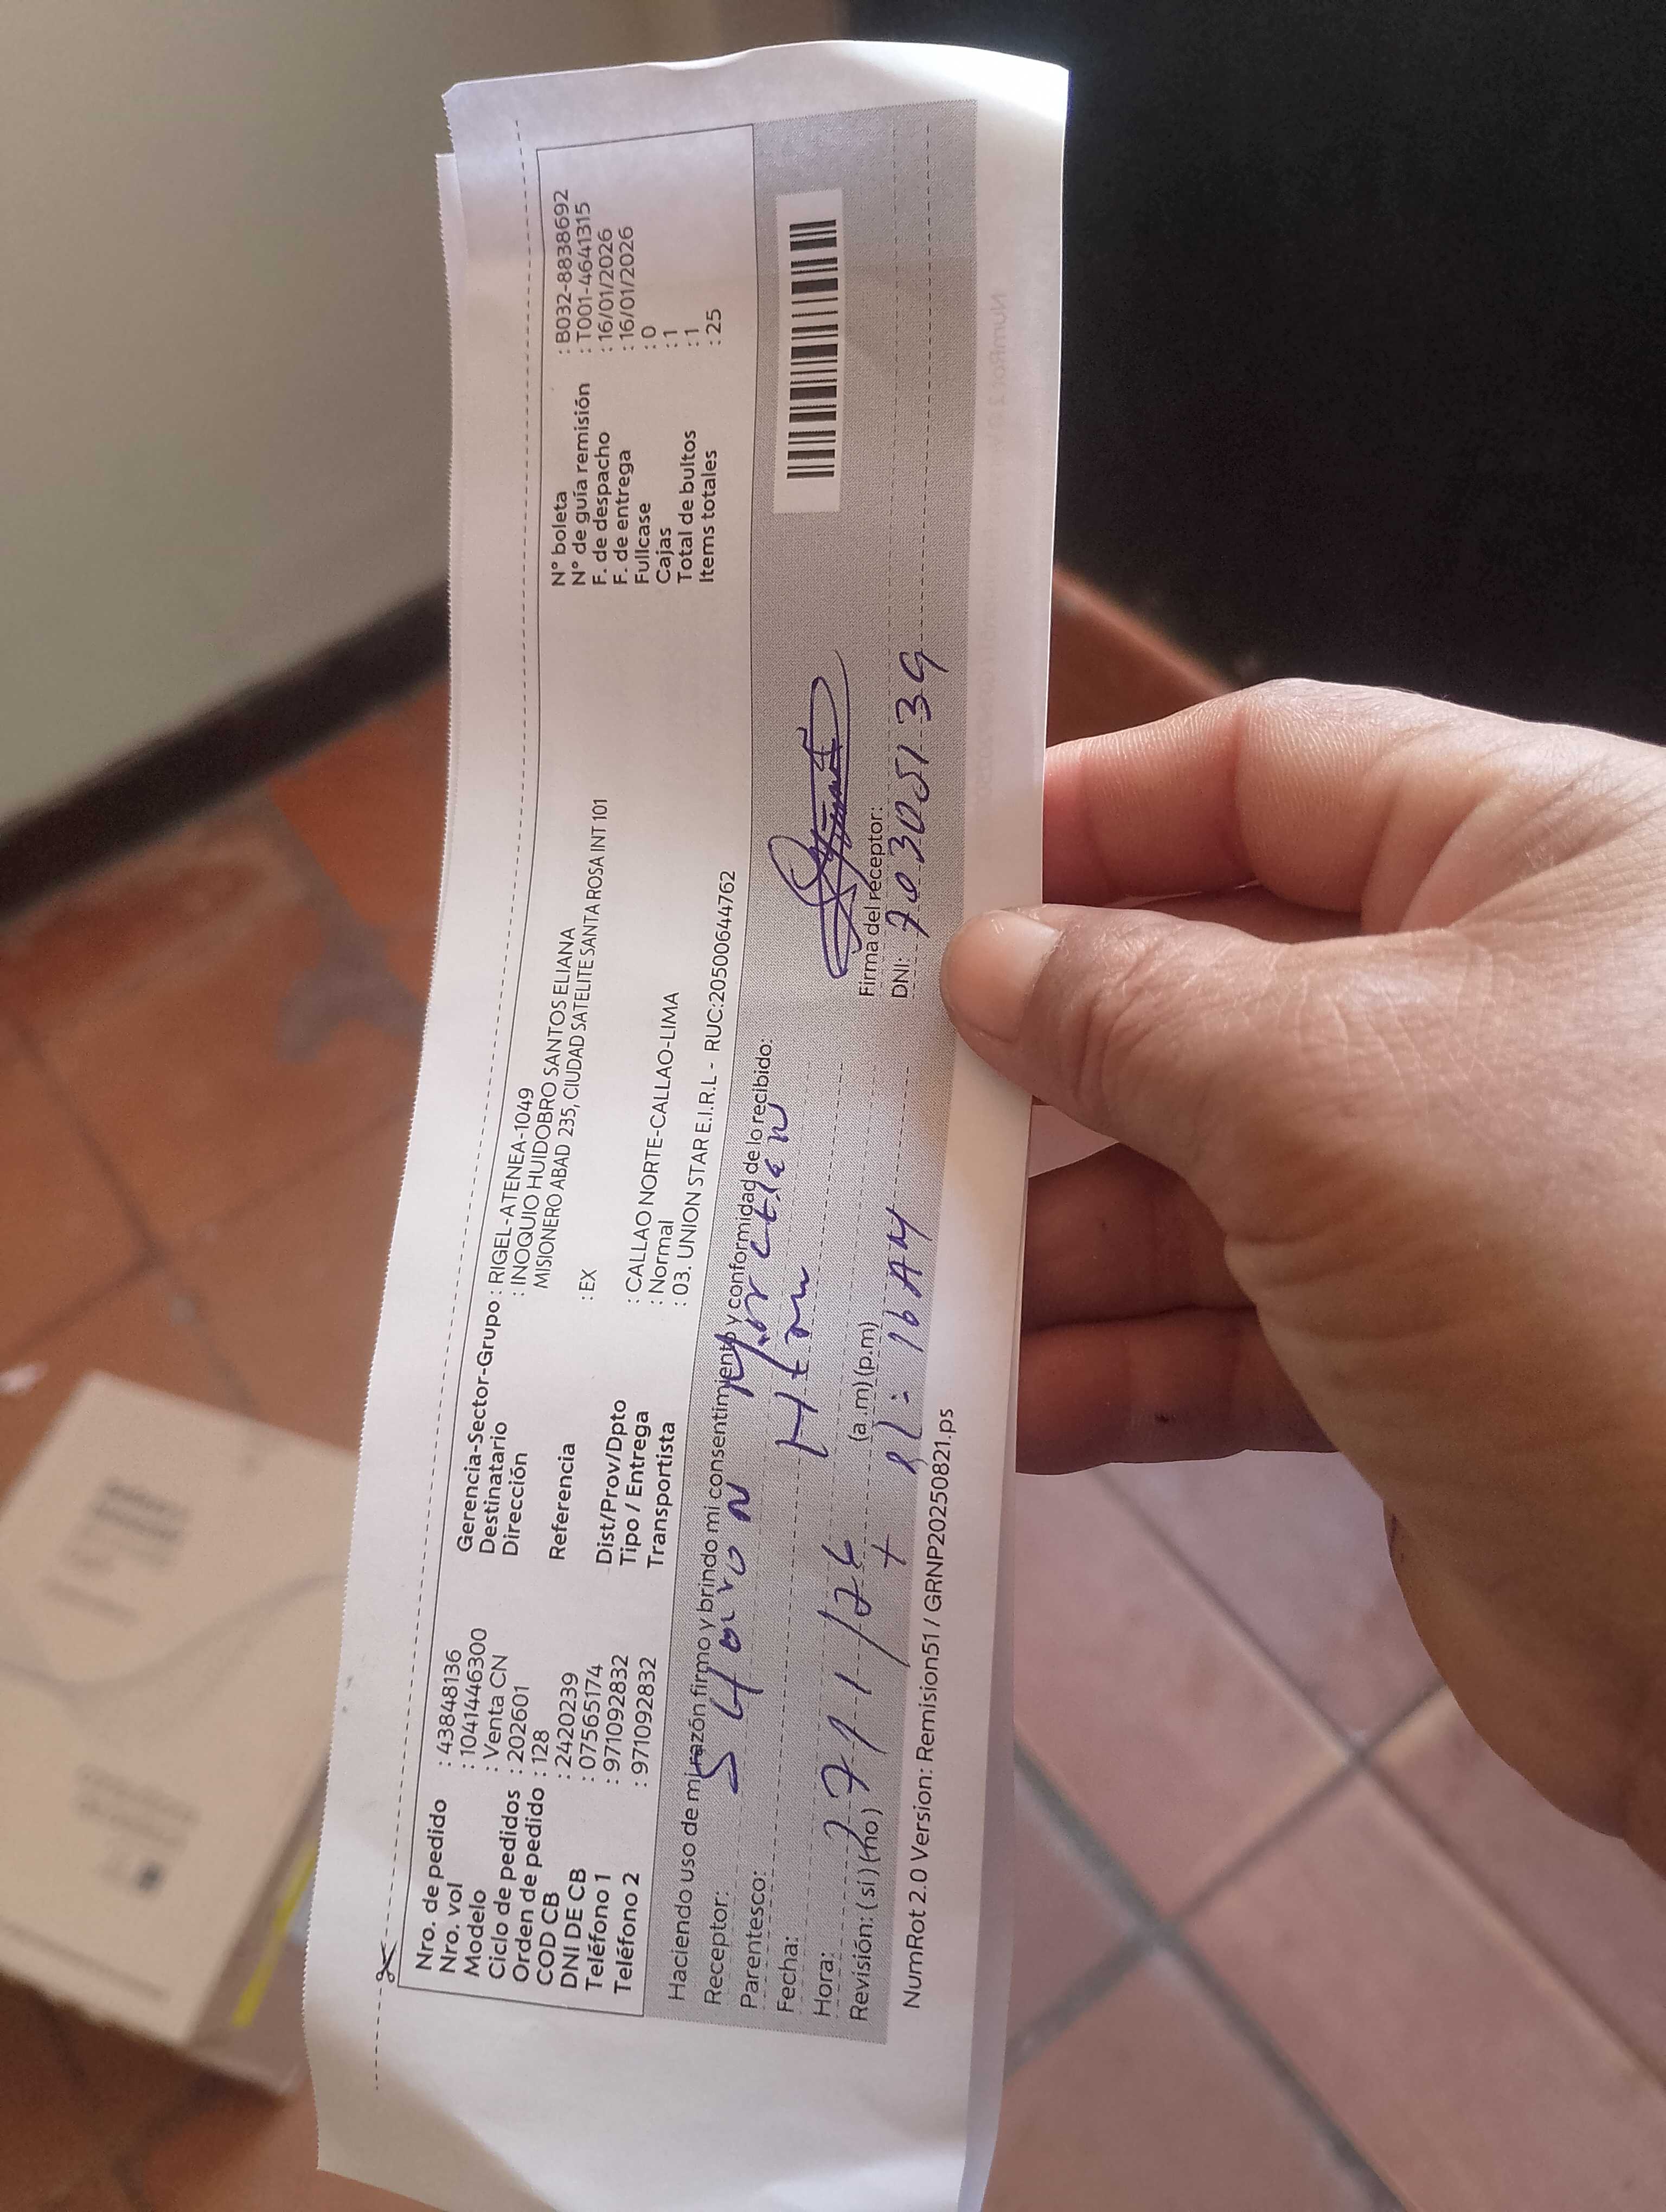 Nro. de pedido : 43848136
Nro. vol : 10414446300
Modelo : Venta CN
Ciclo de pedidos : 202601
Orden de pedido : 128
COD CB : 2420239
DNI DE CB : 07565174
Teléfono 1 : 971092832
Teléfono 2 : 971092832
Gerencia-Sector-Grupo : RIGEL-ATENEA-1049
Destinatario : INOQUIO HUIDOBRO SANTOS ELIANA
Dirección MISIONERO ABAD 235, CIUDAD SATELITE SANTA ROSA INT 101
Referencia : EX
Dist/Prov/Dpto : CALLAO NORTE-CALLAO-LIMA
Tipo / Entrega : Normal
Transportista : 03. UNION STAR E.I.R.L - RUC:20500644762
N° boleta : B032-8838692
N° de guía remisión : T001-4641315
F. de despacho : 16/01/2026
F. de entrega : 16/01/2026
Fullcase : 0
Cajas : 1
Total de bultos : 1
Items totales : 25
Haciendo uso de mi razón firmo y brindo mi consentimiento y conformidad de lo recibido:
Receptor:
Parentesco:
Fecha:
Hora: (a.m) (p.m)
Revisión: (si) (no)
Firma del receptor:
DNI: 70305139
NumRot 2.0 Version: Remision51 / GRNP20250821.ps